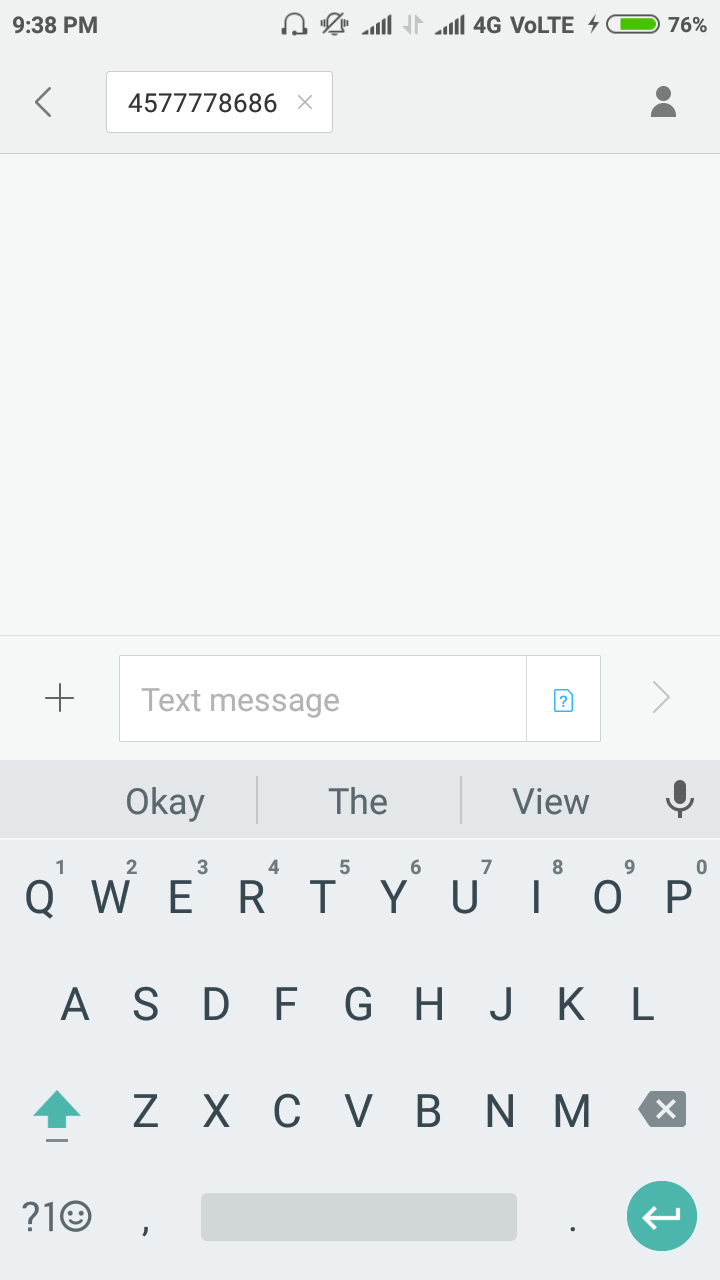 9:38 PM 4G VoLTE 76%
4577778686
Text message
?
Okay The View
1 2 3 4 5 6 7 8 9 0
Q W E R T Y U I O P
A S D F G H J K L
Z X C V B N M
?1 , .